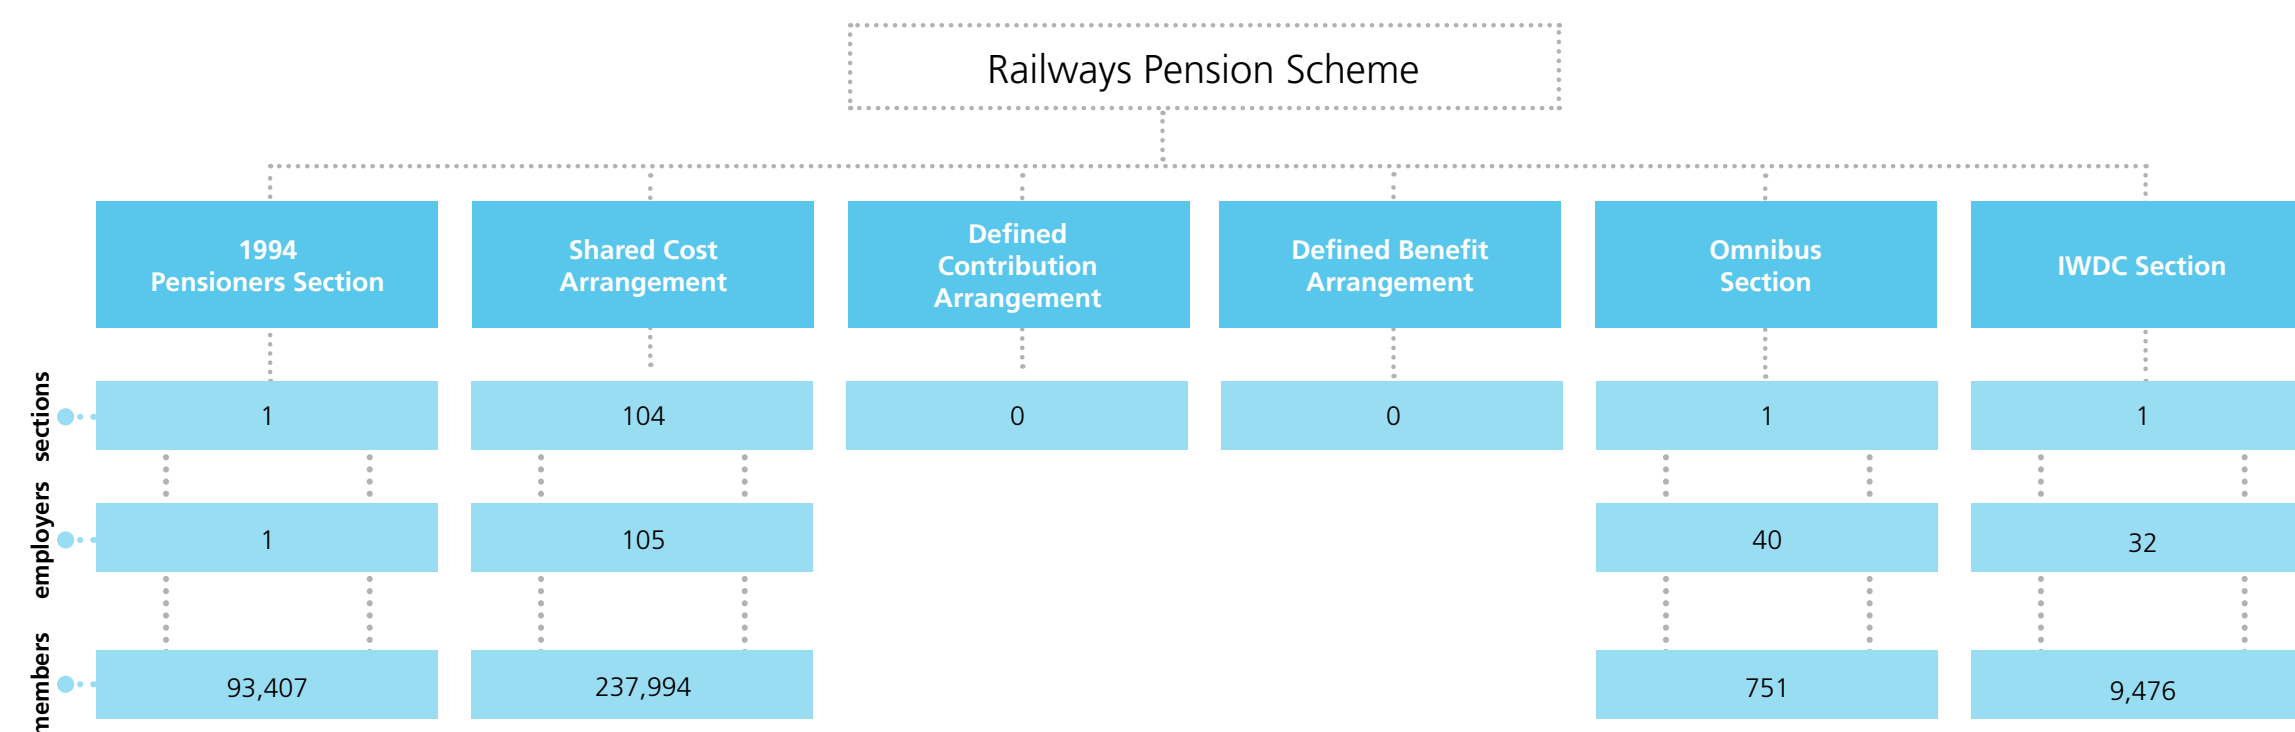 Railways Pension Scheme
1994
Pensioners Section
Shared Cost
Arrangement
Defined
Contribution
Arrangement
Defined Benefit
Arrangement
Omnibus
Section
IWDC Section
sections
1
104
0
0
1
1
employers
1
105
40
32
members
93,407
237,994
751
9,476